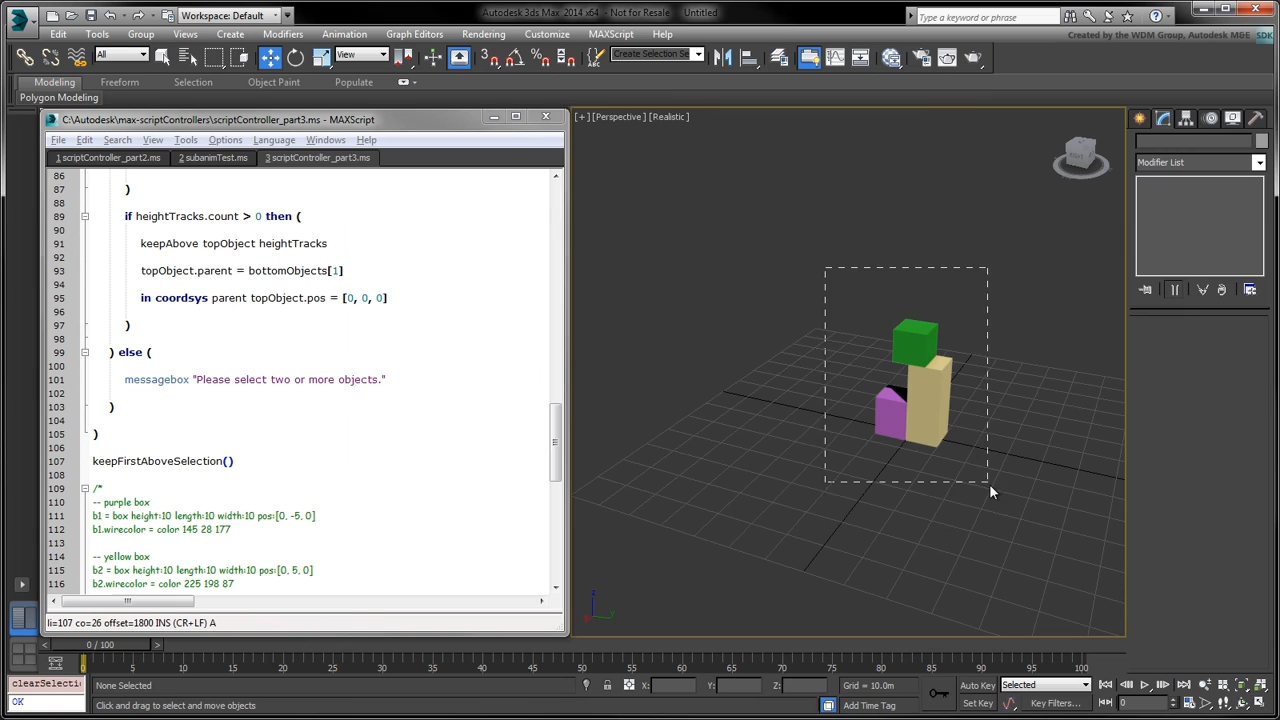 Workspace: Default
Autodesk 3ds Max 2014 x64 - Not for Resale Untitled
Type a keyword or phrase
Edit Tools Group Views Create Modifiers Animation Graph Editors Rendering Customize MAXScript Help
Created by the WDM Group, Autodesk M&E
SDK
All
View
Create Selection Se
Modeling Freeform Selection Object Paint Populate
Polygon Modeling
C:\Autodesk\max-scriptControllers\scriptController_part3.ms - MAXScript
File Edit Search View Tools Options Language Windows Help
1 scriptController_part2.ms 2 subanimTest.ms 3 scriptController_part3.ms
86
87 )
88
89 if heightTracks.count > 0 then (
90
91 keepAbove topObject heightTracks
92
93 topObject.parent = bottomObjects[1]
94
95 in coordsys parent topObject.pos = [0, 0, 0]
96
97 )
98
99 ) else (
100
101 messagebox "Please select two or more objects."
102
103 )
104
105 )
106
107 keepFirstAboveSelection()
108
109 /*
110 -- purple box
111 b1 = box height:10 length:10 width:10 pos:[0, -5, 0]
112 b1.wirecolor = color 145 28 177
113
114 -- yellow box
115 b2 = box height:10 length:10 width:10 pos:[0, 5, 0]
116 b2.wirecolor = color 225 198 87
li=107 co=26 offset=1800 INS (CR+LF) A
[+] [Perspective ] [Realistic ]
Modifier List
0 / 100
0 5 10 15 20 25 30 35 40 45 50 55 60 65 70 75 80 85 90 95 100
clearSelecti
OK
None Selected
X: Y: Z: Grid = 10.0m
Auto Key Selected
Click and drag to select and move objects
Add Time Tag
Set Key Key Filters...
0